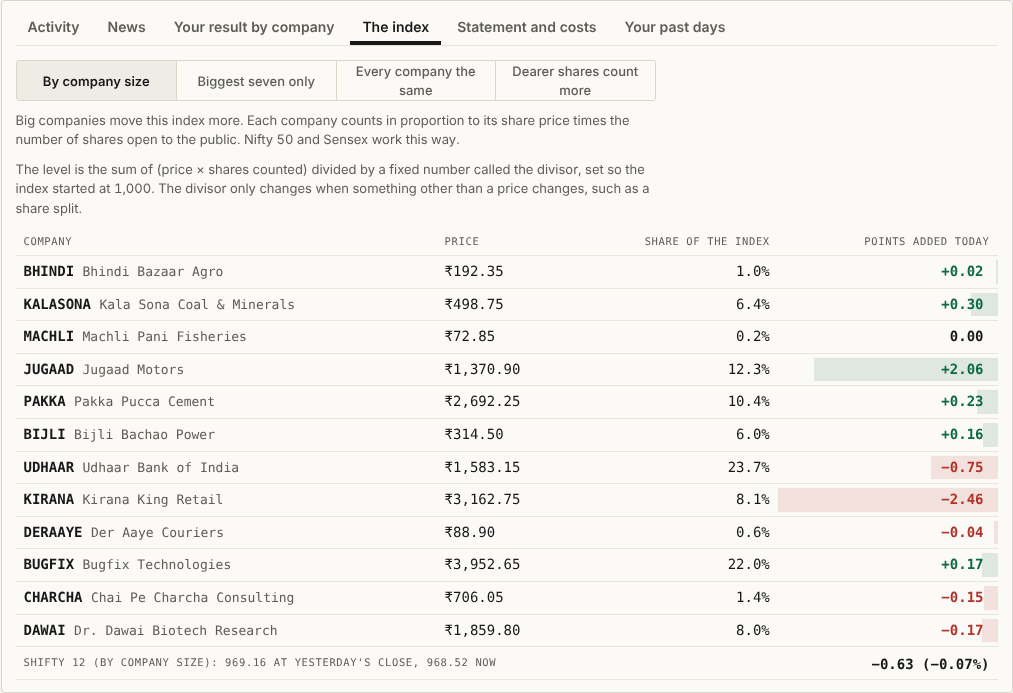 Activity News Your result by company The index Statement and costs Your past days
By company size Biggest seven only Every company the same Dearer shares count more
Big companies move this index more. Each company counts in proportion to its share price times the
number of shares open to the public. Nifty 50 and Sensex work this way.
The level is the sum of (price × shares counted) divided by a fixed number called the divisor, set so the
index started at 1,000. The divisor only changes when something other than a price changes, such as a
share split.
COMPANY PRICE SHARE OF THE INDEX POINTS ADDED TODAY
BHINDI Bhindi Bazaar Agro ₹192.35 1.0% +0.02
KALASONA Kala Sona Coal & Minerals ₹498.75 6.4% +0.30
MACHLI Machli Pani Fisheries ₹72.85 0.2% 0.00
JUGAAD Jugaad Motors ₹1,370.90 12.3% +2.06
PAKKA Pakka Pucca Cement ₹2,692.25 10.4% +0.23
BIJLI Bijli Bachao Power ₹314.50 6.0% +0.16
UDHAAR Udhaar Bank of India ₹1,583.15 23.7% −0.75
KIRANA Kirana King Retail ₹3,162.75 8.1% −2.46
DERAAYE Der Aaye Couriers ₹88.90 0.6% −0.04
BUGFIX Bugfix Technologies ₹3,952.65 22.0% +0.17
CHARCHA Chai Pe Charcha Consulting ₹706.05 1.4% −0.15
DAWAI Dr. Dawai Biotech Research ₹1,859.80 8.0% −0.17
SHIFTY 12 (BY COMPANY SIZE): 969.16 AT YESTERDAY'S CLOSE, 968.52 NOW −0.63 (−0.07%)